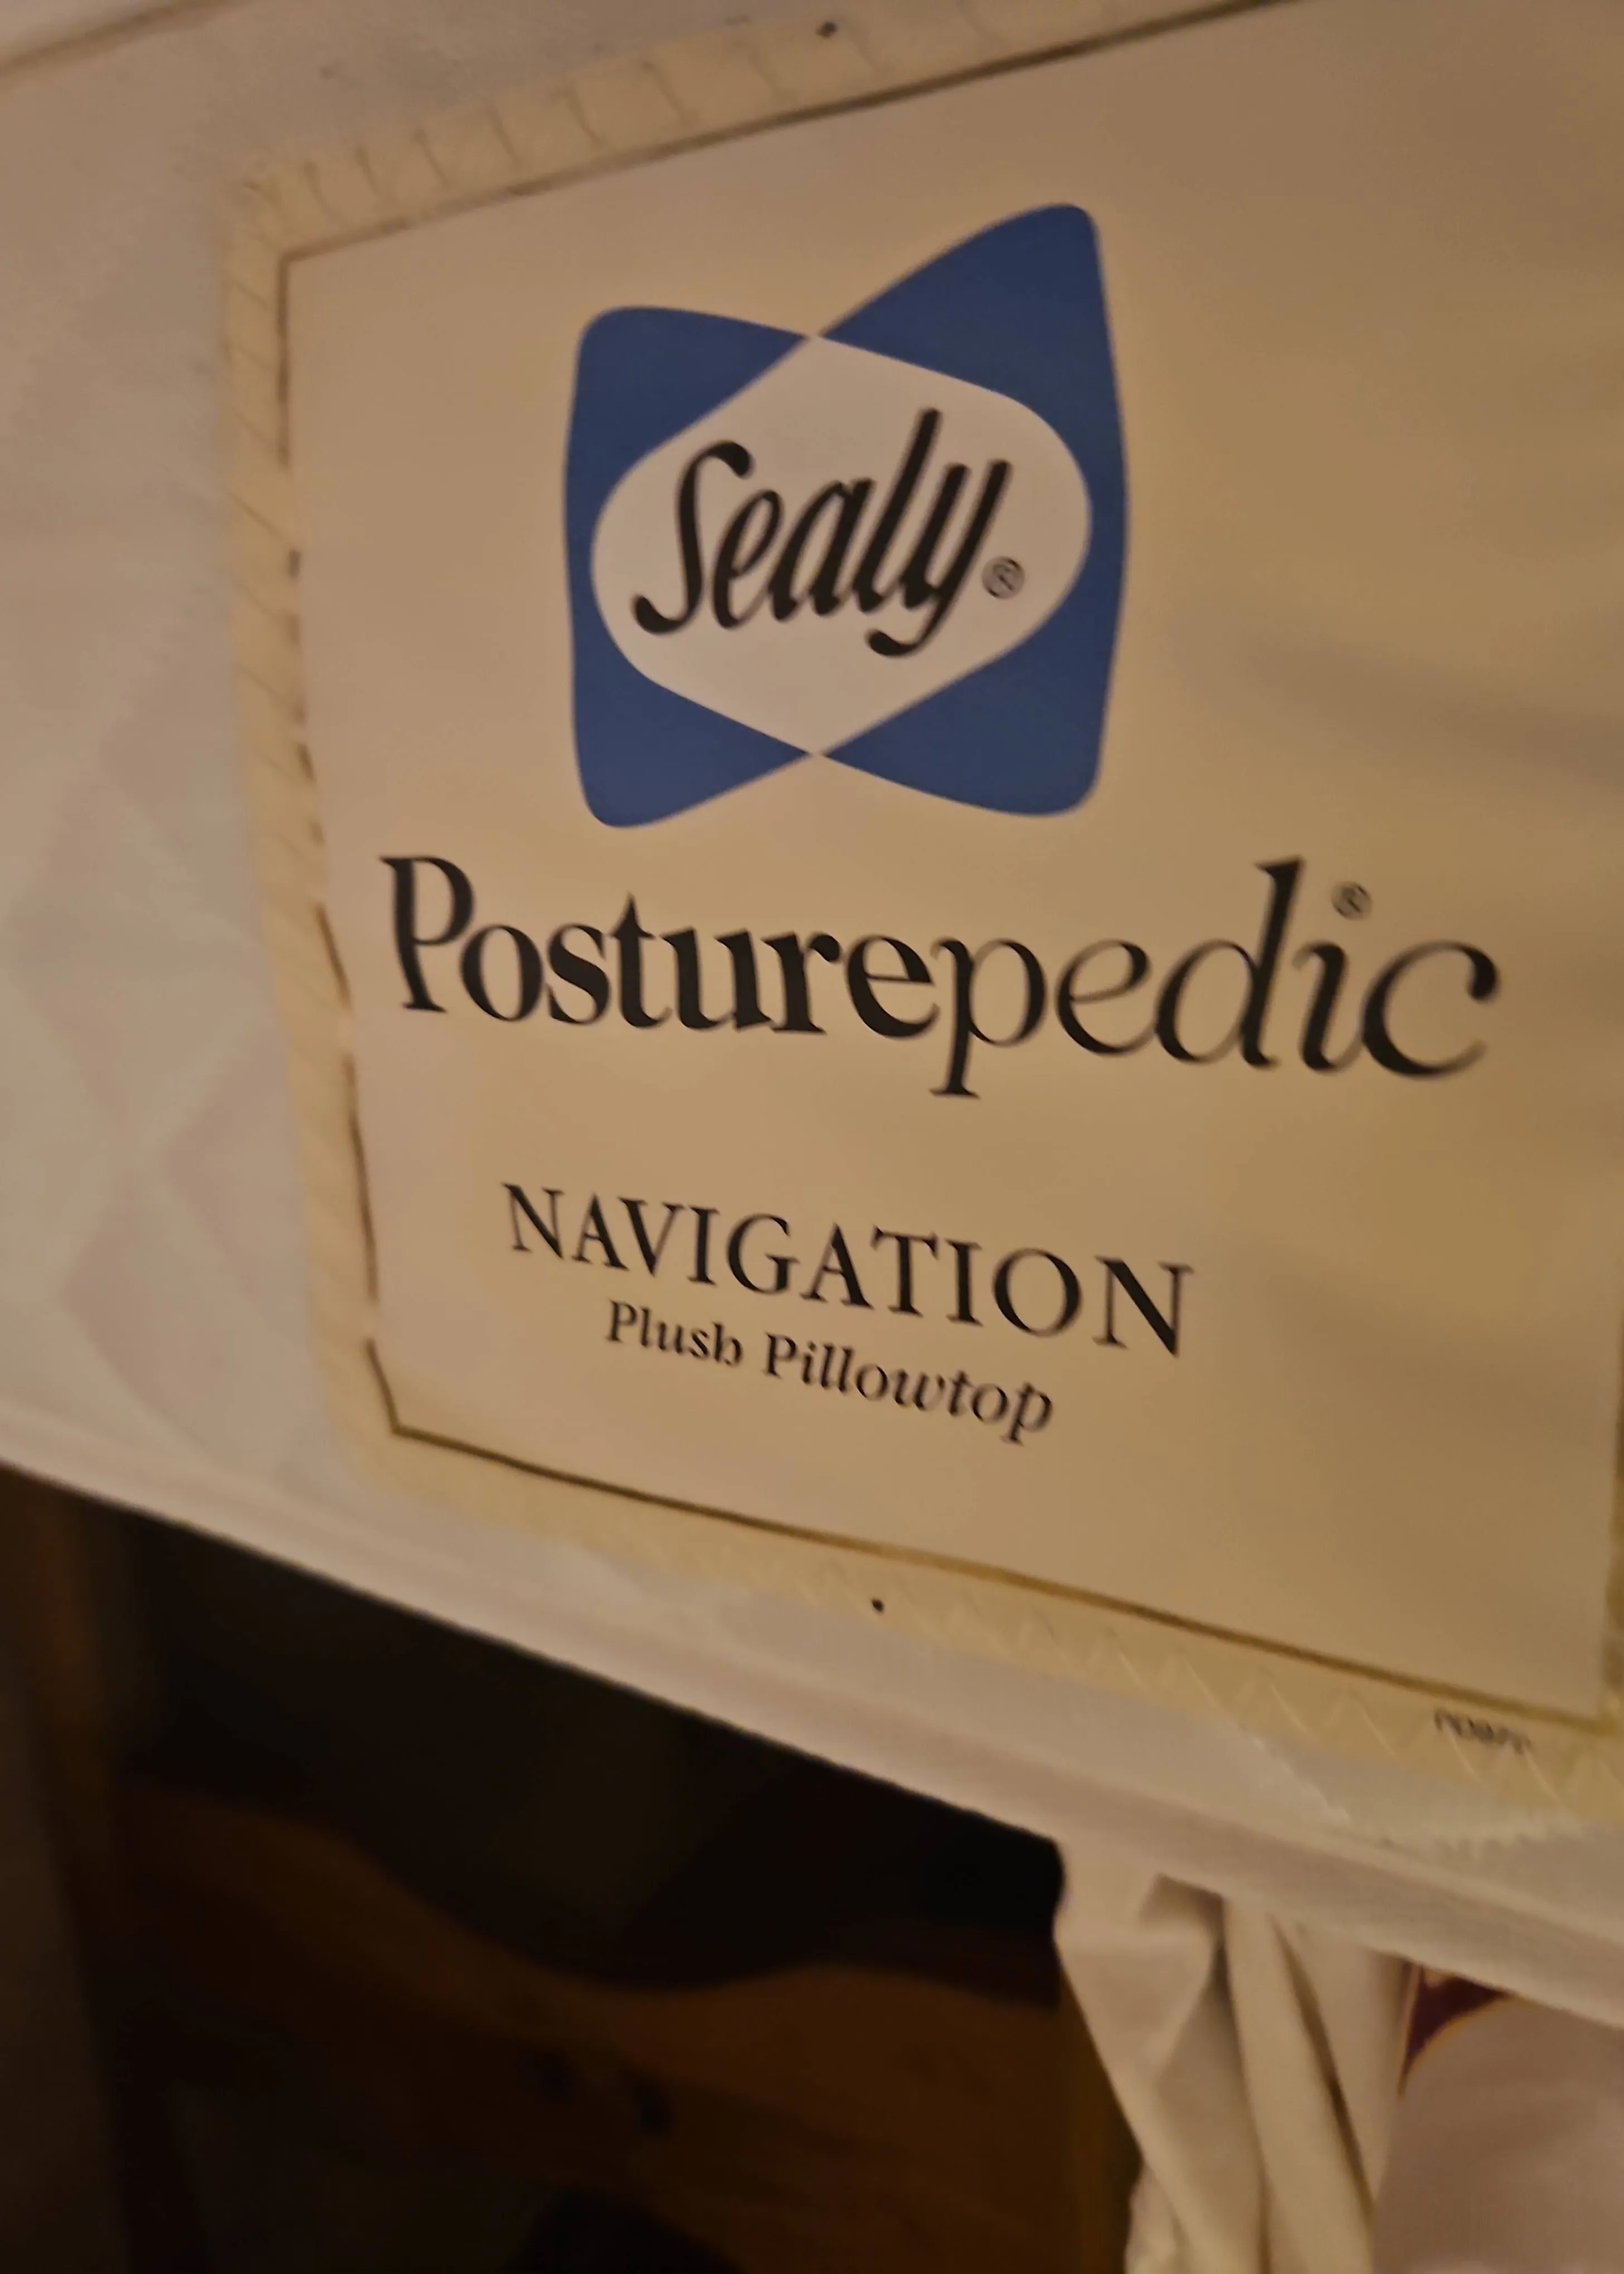 Sealy®
Posturepedic®
NAVIGATION
Plush Pillowtop